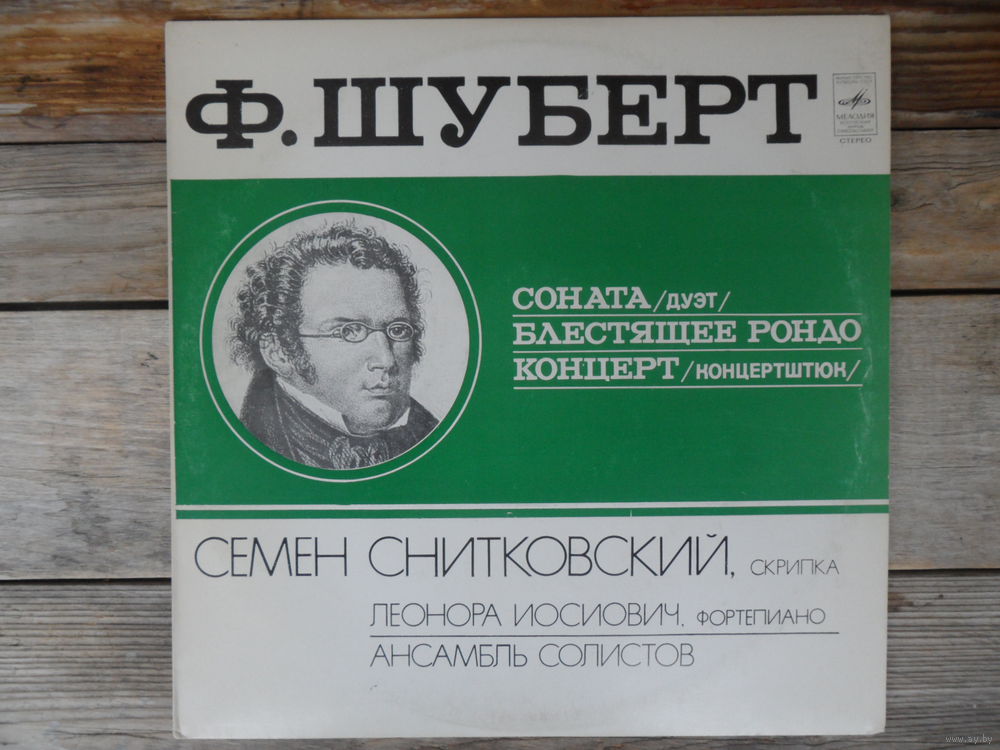 Ф. ШУБЕРТ
МЕЛОДИЯ
СТЕРЕО
СОНАТА /ДУЭТ/
БЛЕСТЯЩЕЕ РОНДО
КОНЦЕРТ /КОНЦЕРТШТЮК/
СЕМЕН СНИТКОВСКИЙ, СКРИПКА
ЛЕОНОРА ИОСИОВИЧ, ФОРТЕПИАНО
АНСАМБЛЬ СОЛИСТОВ
www.ay.by